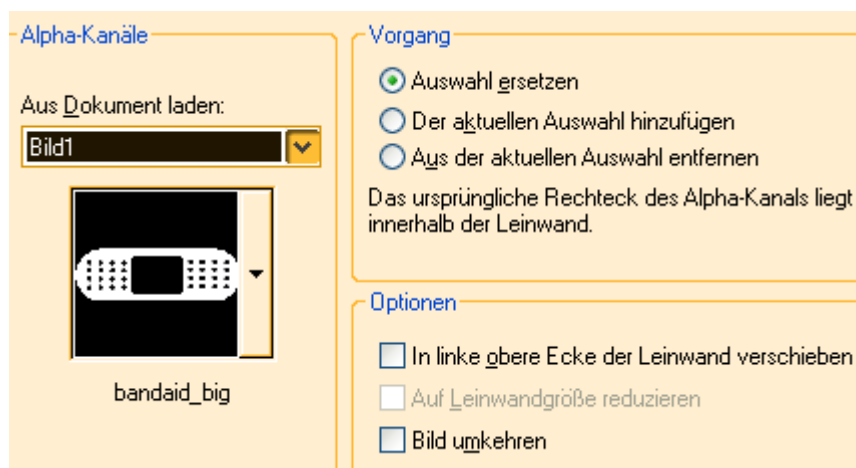 Alpha-Kanäle
Aus Dokument laden:
Bild1
bandaid_big
Vorgang
Auswahl ersetzen
Der aktuellen Auswahl hinzufügen
Aus der aktuellen Auswahl entfernen
Das ursprüngliche Rechteck des Alpha-Kanals liegt
innerhalb der Leinwand.
Optionen
In linke obere Ecke der Leinwand verschieben
Auf Leinwandgröße reduzieren
Bild umkehren